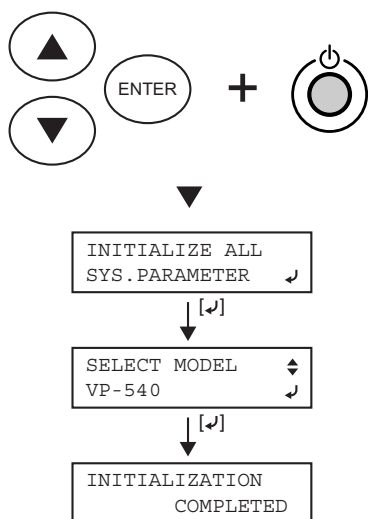 ENTER
+
INITIALIZE ALL
SYS.PARAMETER ↵
[↵]
SELECT MODEL
VP-540 ↵
[↵]
INITIALIZATION
COMPLETED